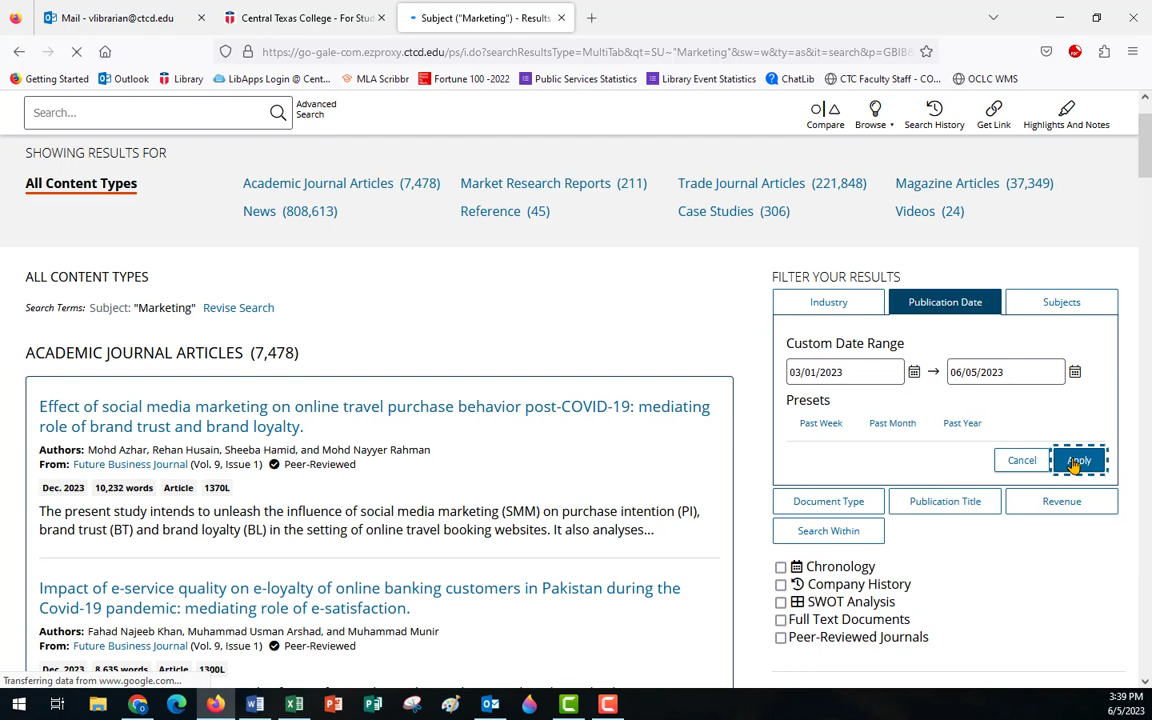 Mail - vlibrarian@ctcd.edu
Central Texas College - For Stud
Subject ("Marketing") - Results
https://go-gale-com.ezproxy.ctcd.edu/ps/i.do?searchResultsType=MultiTab&qt=SU~"Marketing"&sw=w&ty=as&it=search&p=GBIB&
Getting Started
Outlook
Library
LibApps Login @ Cent...
MLA Scribbr
Fortune 100 -2022
Public Services Statistics
Library Event Statistics
ChatLib
CTC Faculty Staff - CO...
OCLC WMS
Search...
Advanced
Search
Compare
Browse
Search History
Get Link
Highlights And Notes
SHOWING RESULTS FOR
All Content Types
Academic Journal Articles (7,478)
Market Research Reports (211)
Trade Journal Articles (221,848)
Magazine Articles (37,349)
News (808,613)
Reference (45)
Case Studies (306)
Videos (24)
ALL CONTENT TYPES
Search Terms: Subject: "Marketing" Revise Search
ACADEMIC JOURNAL ARTICLES (7,478)
Effect of social media marketing on online travel purchase behavior post-COVID-19: mediating
role of brand trust and brand loyalty.
Authors: Mohd Azhar, Rehan Husain, Sheeba Hamid, and Mohd Nayyer Rahman
From: Future Business Journal (Vol. 9, Issue 1) Peer-Reviewed
Dec. 2023 10,232 words Article 1370L
The present study intends to unleash the influence of social media marketing (SMM) on purchase intention (PI),
brand trust (BT) and brand loyalty (BL) in the setting of online travel booking websites. It also analyses...
Impact of e-service quality on e-loyalty of online banking customers in Pakistan during the
Covid-19 pandemic: mediating role of e-satisfaction.
Authors: Fahad Najeeb Khan, Muhammad Usman Arshad, and Muhammad Munir
From: Future Business Journal (Vol. 9, Issue 1) Peer-Reviewed
Dec. 2023 8,635 words Article 1300L
FILTER YOUR RESULTS
Industry
Publication Date
Subjects
Custom Date Range
03/01/2023
06/05/2023
Presets
Past Week
Past Month
Past Year
Cancel
Apply
Document Type
Publication Title
Revenue
Search Within
Chronology
Company History
SWOT Analysis
Full Text Documents
Peer-Reviewed Journals
Transferring data from www.google.com...
3:39 PM
6/5/2023